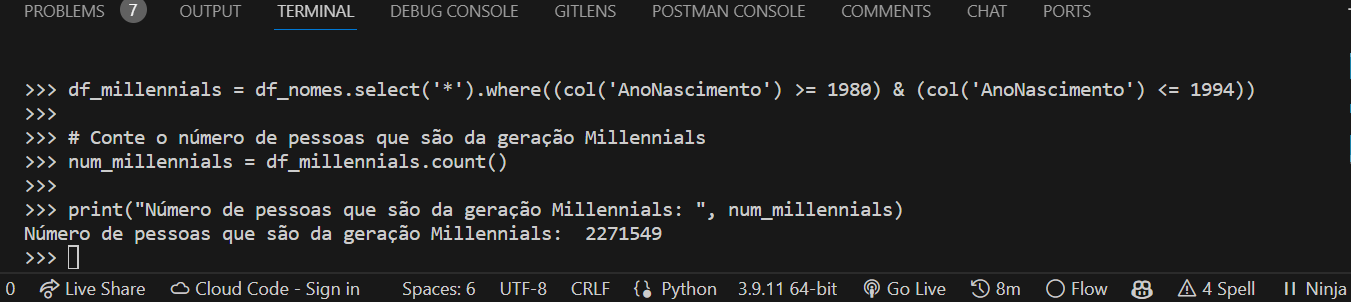 PROBLEMS 7 OUTPUT TERMINAL DEBUG CONSOLE GITLENS POSTMAN CONSOLE COMMENTS CHAT PORTS
>>> df_millennials = df_nomes.select('*').where((col('AnoNascimento') >= 1980) & (col('AnoNascimento') <= 1994))
>>>
>>> # Conte o número de pessoas que são da geração Millennials
>>> num_millennials = df_millennials.count()
>>>
>>> print("Número de pessoas que são da geração Millennials: ", num_millennials)
Número de pessoas que são da geração Millennials:  2271549
>>>
0 Live Share Cloud Code - Sign in Spaces: 6 UTF-8 CRLF Python 3.9.11 64-bit Go Live 8m Flow 4 Spell Ninja